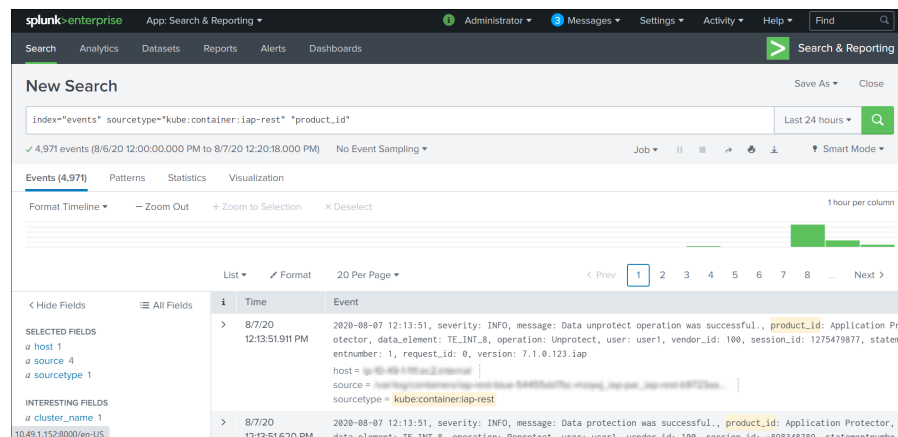 splunk>enterprise App: Search & Reporting ▾ i Administrator ▾ 3 Messages ▾ Settings ▾ Activity ▾ Help ▾ Find
Search Analytics Datasets Reports Alerts Dashboards > Search & Reporting
New Search Save As ▾ Close
index="events" sourcetype="kube:container:iap-rest" "product_id" Last 24 hours ▾
✓ 4,971 events (8/6/20 12:00:00.000 PM to 8/7/20 12:20:18.000 PM) No Event Sampling ▾ Job ▾ Smart Mode ▾
Events (4,971) Patterns Statistics Visualization
Format Timeline ▾ — Zoom Out + Zoom to Selection × Deselect 1 hour per column
List ▾ Format 20 Per Page ▾ < Prev 1 2 3 4 5 6 7 8 ... Next >
< Hide Fields All Fields i Time Event
SELECTED FIELDS
a host 1
a source 4
a sourcetype 1
INTERESTING FIELDS
a cluster_name 1
10.49.1.152:8000/en-US
> 8/7/20
12:13:51.911 PM
2020-08-07 12:13:51, severity: INFO, message: Data unprotect operation was successful., product_id: Application Pr
otector, data_element: TE_INT_8, operation: Unprotect, user: user1, vendor_id: 100, session_id: 1275479877, statem
entnumber: 1, request_id: 0, version: 7.1.0.123.iap
host =
source =
sourcetype = kube:container:iap-rest
> 8/7/20
12:13:51.620 PM
2020-08-07 12:13:51, severity: INFO, message: Data protection was successful., product_id: Application Protector,